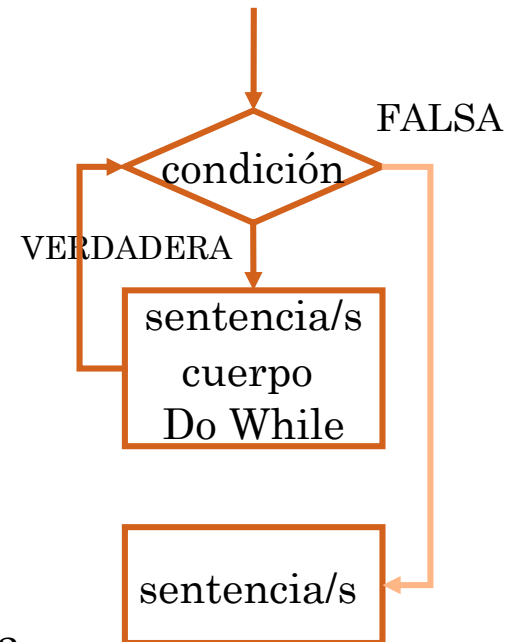 FALSA
condición
VERDADERA
sentencia/s
cuerpo
Do While
sentencia/s